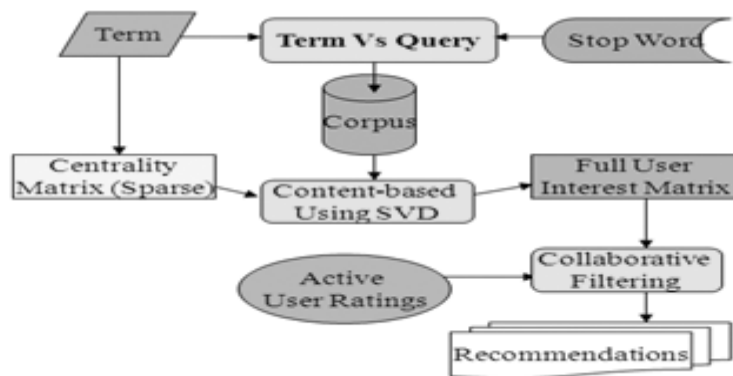 Term
Term Vs Query
Stop Word
Corpus
Centrality
Matrix (Sparse)
Content-based
Using SVD
Full User
Interest Matrix
Active
User Ratings
Collaborative
Filtering
Recommendations